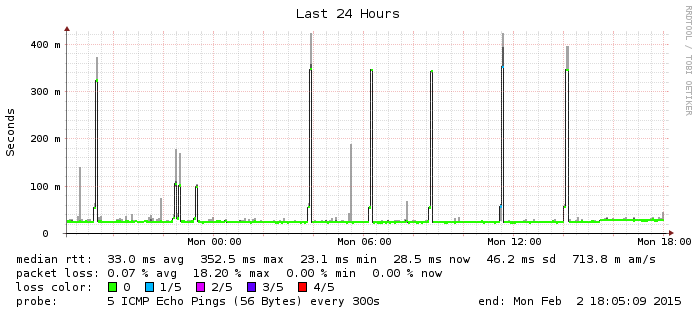 Last 24 Hours
RRDTOOL / TOBI OETIKER
Seconds
400 m
300 m
200 m
100 m
0
Mon 00:00 Mon 06:00 Mon 12:00 Mon 18:00
median rtt: 33.0 ms avg 352.5 ms max 23.1 ms min 28.5 ms now 46.2 ms sd 713.8 m am/s
packet loss: 0.07 % avg 18.20 % max 0.00 % min 0.00 % now
loss color: 0 1/5 2/5 3/5 4/5
probe: 5 ICMP Echo Pings (56 Bytes) every 300s end: Mon Feb 2 18:05:09 2015